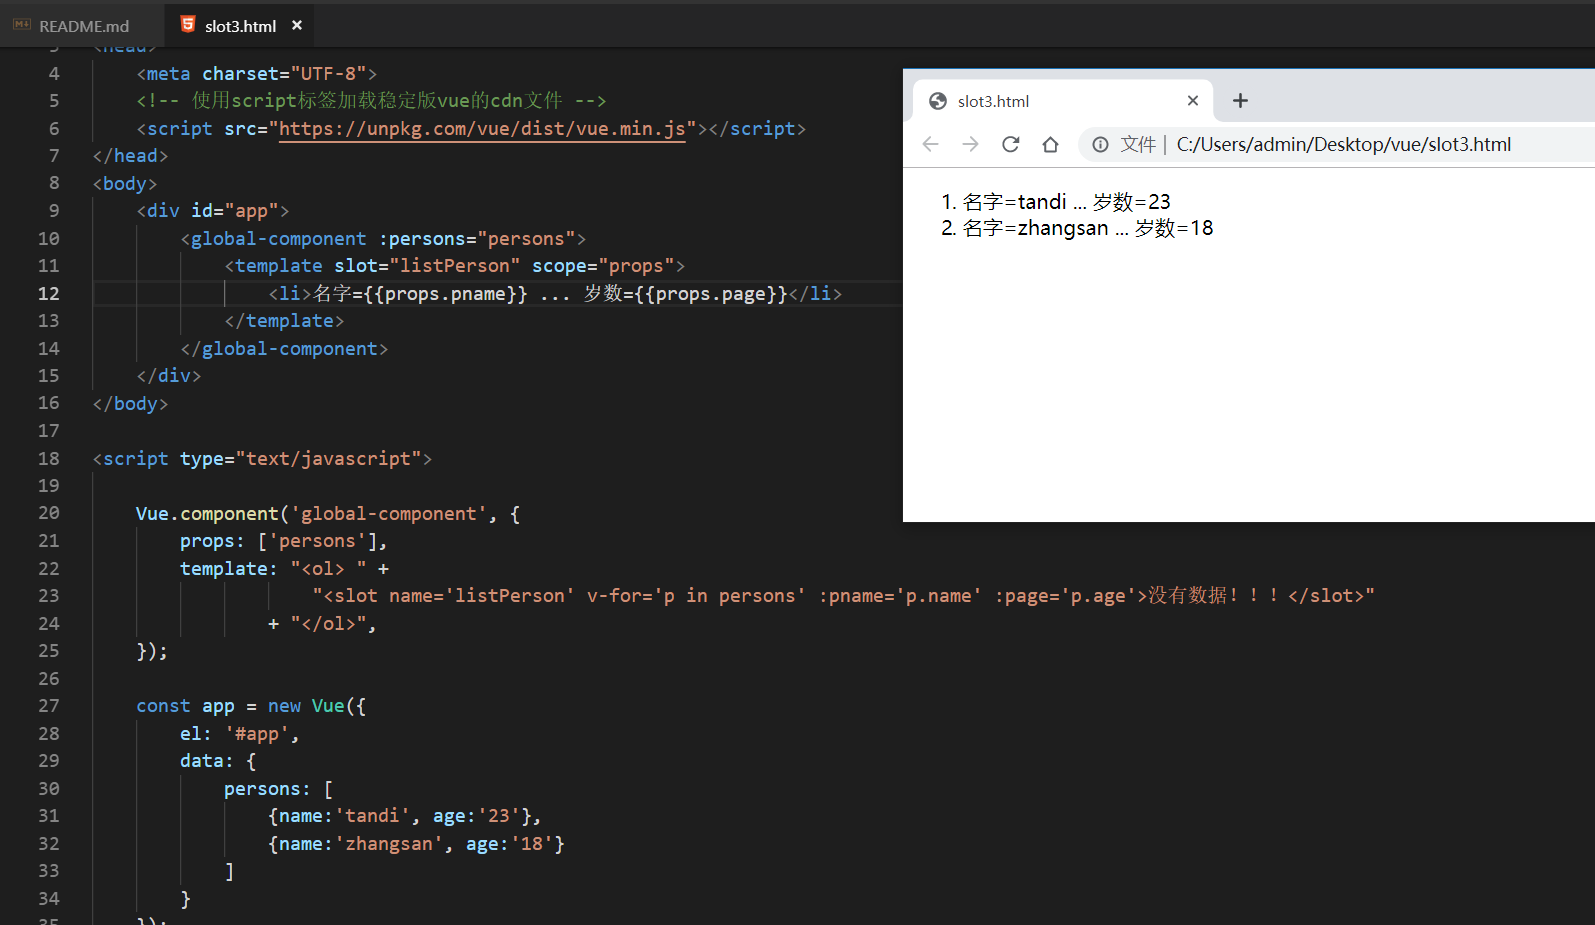 README.md
slot3.html ×
3 <head>
4 <meta charset="UTF-8">
5 <!-- 使用script标签加载稳定版vue的cdn文件 -->
6 <script src="https://unpkg.com/vue/dist/vue.min.js"></script>
7 </head>
8 <body>
9 <div id="app">
10 <global-component :persons="persons">
11 <template slot="listPerson" scope="props">
12 <li>名字={{props.pname}} ... 岁数={{props.page}}</li>
13 </template>
14 </global-component>
15 </div>
16 </body>
17
18 <script type="text/javascript">
19
20 Vue.component('global-component', {
21 props: ['persons'],
22 template: "<ol> " +
23 "<slot name='listPerson' v-for='p in persons' :pname='p.name' :page='p.age'>没有数据！！！</slot>"
24 + "</ol>",
25 });
26
27 const app = new Vue({
28 el: '#app',
29 data: {
30 persons: [
31 {name:'tandi', age:'23'},
32 {name:'zhangsan', age:'18'}
33 ]
34 }
35 });
slot3.html
文件 | C:/Users/admin/Desktop/vue/slot3.html
1. 名字=tandi ... 岁数=23
2. 名字=zhangsan ... 岁数=18